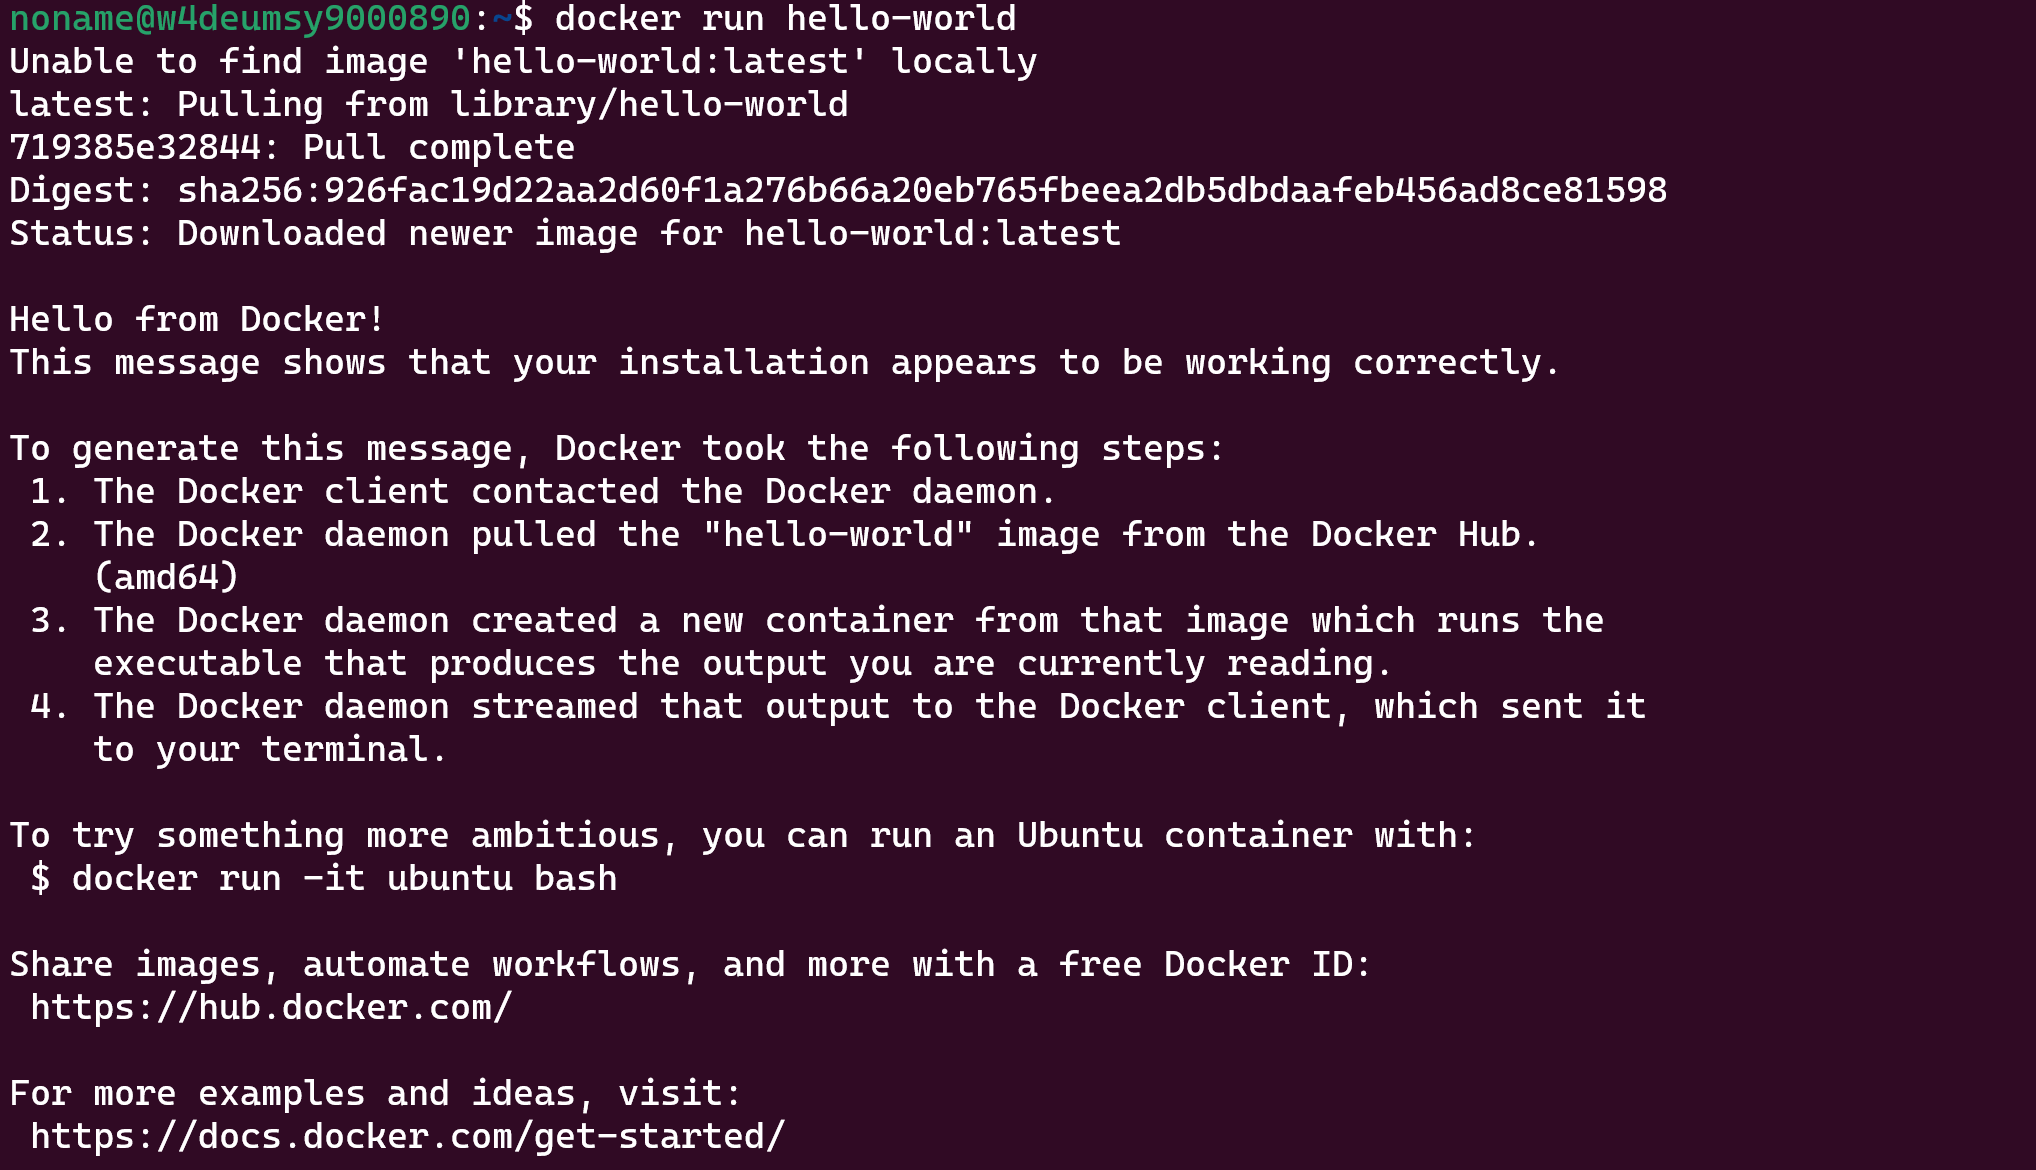 noname@w4deumsy9000890:~$ docker run hello-world
Unable to find image 'hello-world:latest' locally
latest: Pulling from library/hello-world
719385e32844: Pull complete
Digest: sha256:926fac19d22aa2d60f1a276b66a20eb765fbeea2db5dbdaafeb456ad8ce81598
Status: Downloaded newer image for hello-world:latest

Hello from Docker!
This message shows that your installation appears to be working correctly.

To generate this message, Docker took the following steps:
 1. The Docker client contacted the Docker daemon.
 2. The Docker daemon pulled the "hello-world" image from the Docker Hub.
    (amd64)
 3. The Docker daemon created a new container from that image which runs the
    executable that produces the output you are currently reading.
 4. The Docker daemon streamed that output to the Docker client, which sent it
    to your terminal.

To try something more ambitious, you can run an Ubuntu container with:
 $ docker run -it ubuntu bash

Share images, automate workflows, and more with a free Docker ID:
 https://hub.docker.com/

For more examples and ideas, visit:
 https://docs.docker.com/get-started/